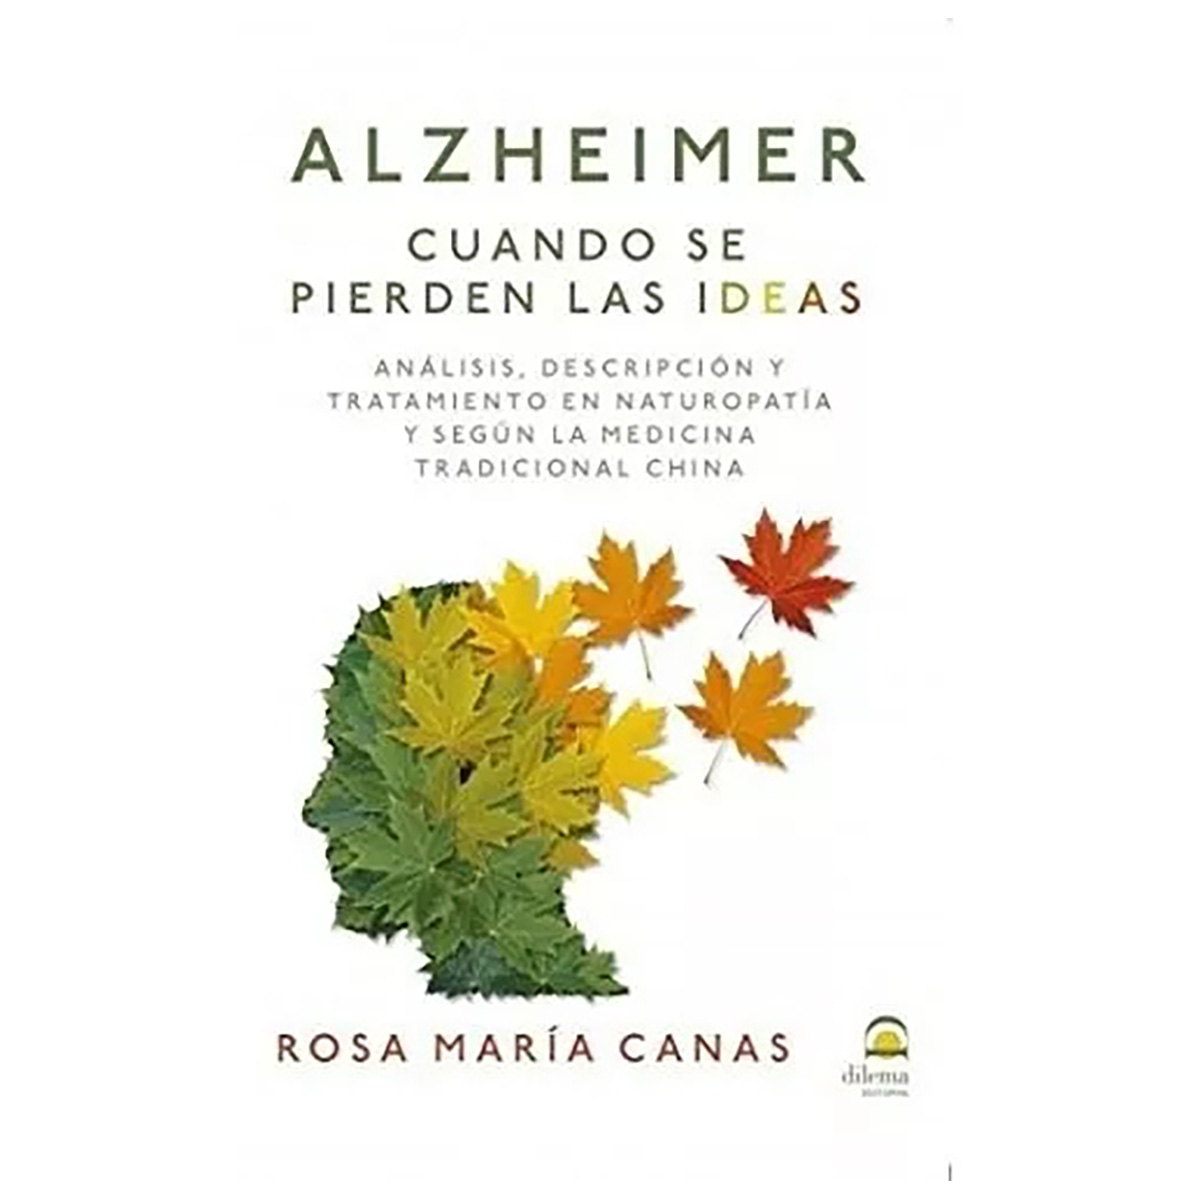 ALZHEIMER
CUANDO SE
PIERDEN LAS IDEAS
ANÁLISIS, DESCRIPCIÓN Y
TRATAMIENTO EN NATUROPATÍA
Y SEGÚN LA MEDICINA
TRADICIONAL CHINA
ROSA MARÍA CANAS
dilema
EDITORIAL